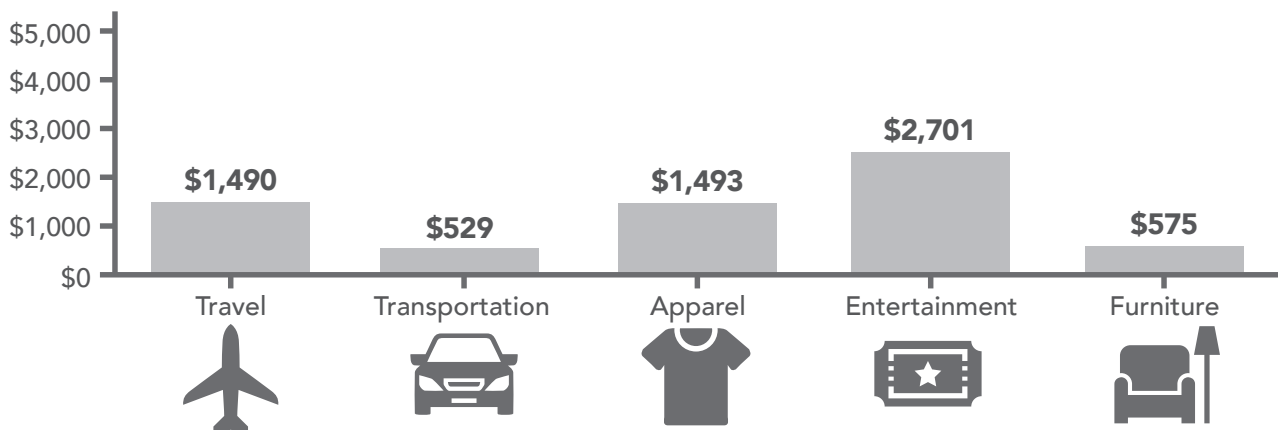 $5,000
$4,000
$3,000
$2,000
$1,000
$0
$1,490
$529
$1,493
$2,701
$575
Travel
Transportation
Apparel
Entertainment
Furniture